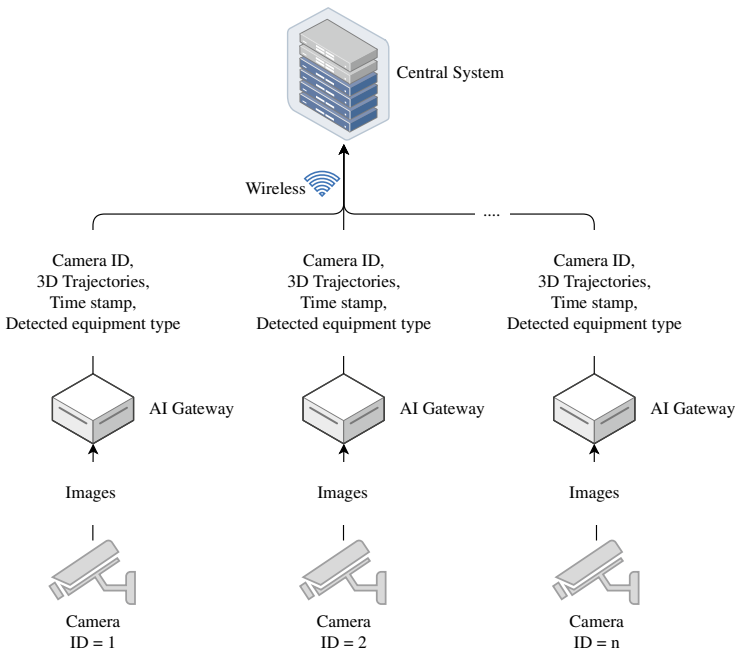 Central System
Wireless
....
Camera ID,
3D Trajectories,
Time stamp,
Detected equipment type
Camera ID,
3D Trajectories,
Time stamp,
Detected equipment type
Camera ID,
3D Trajectories,
Time stamp,
Detected equipment type
AI Gateway
AI Gateway
AI Gateway
Images
Images
Images
Camera
ID = 1
Camera
ID = 2
Camera
ID = n